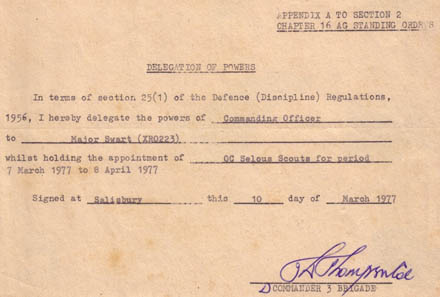 APPENDIX A TO SECTION 2
CHAPTER 16 AG STANDING ORDERS
DELEGATION OF POWERS
In terms of section 25(1) of the Defence (Discipline) Regulations,
1956, I hereby delegate the powers of Commanding Officer
to Major Swart (XR0223)
whilst holding the appointment of OC Selous Scouts for period
7 March 1977 to 8 April 1977
Signed at Salisbury this 10 day of March 1977
COMMANDER 3 BRIGADE